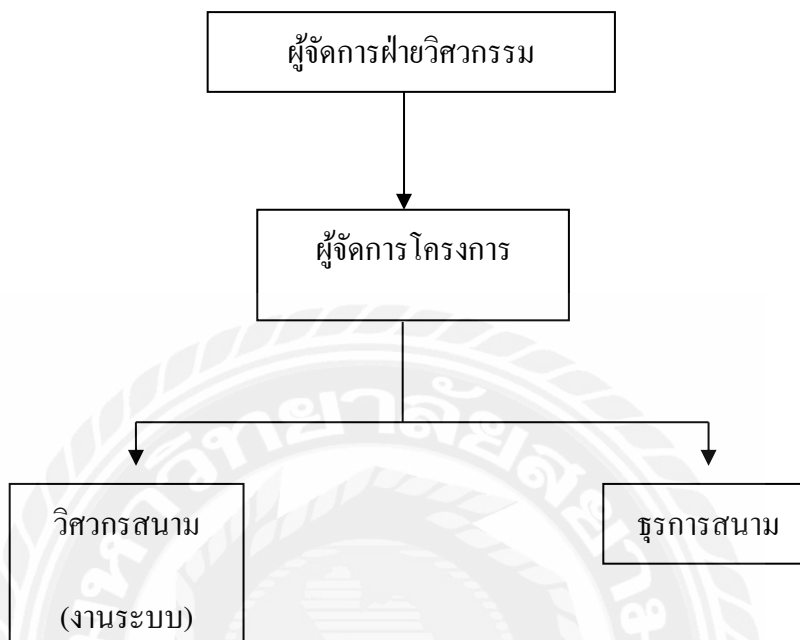 ผู้จัดการฝ่ายวิศวกรรม
ผู้จัดการโครงการ
วิศวกรสนาม
(งานระบบ)
ธุรการสนาม